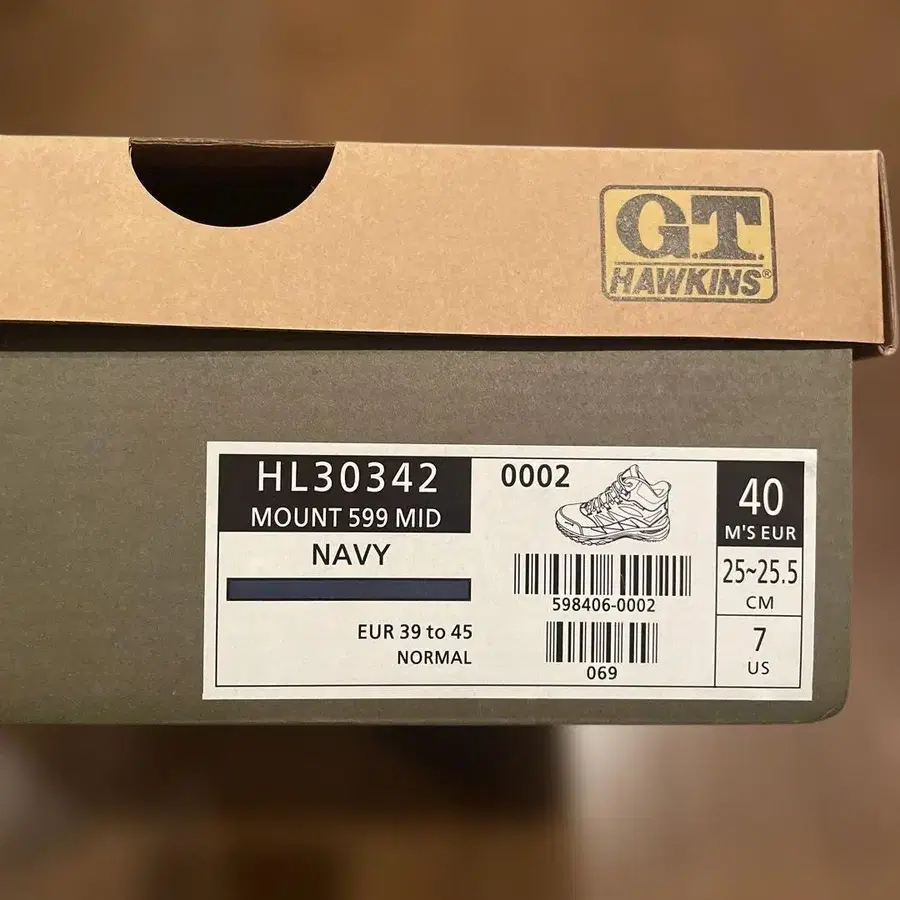 G.T.
HAWKINS®
HL30342
MOUNT 599 MID
NAVY
EUR 39 to 45
NORMAL
0002
598406-0002
069
40
M'S EUR
25~25.5
CM
7
US